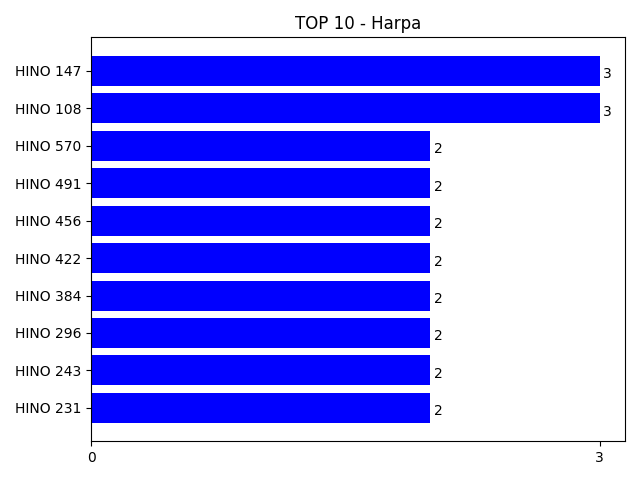 TOP 10 - Harpa
HINO 147 3
HINO 108 3
HINO 570 2
HINO 491 2
HINO 456 2
HINO 422 2
HINO 384 2
HINO 296 2
HINO 243 2
HINO 231 2
0 3